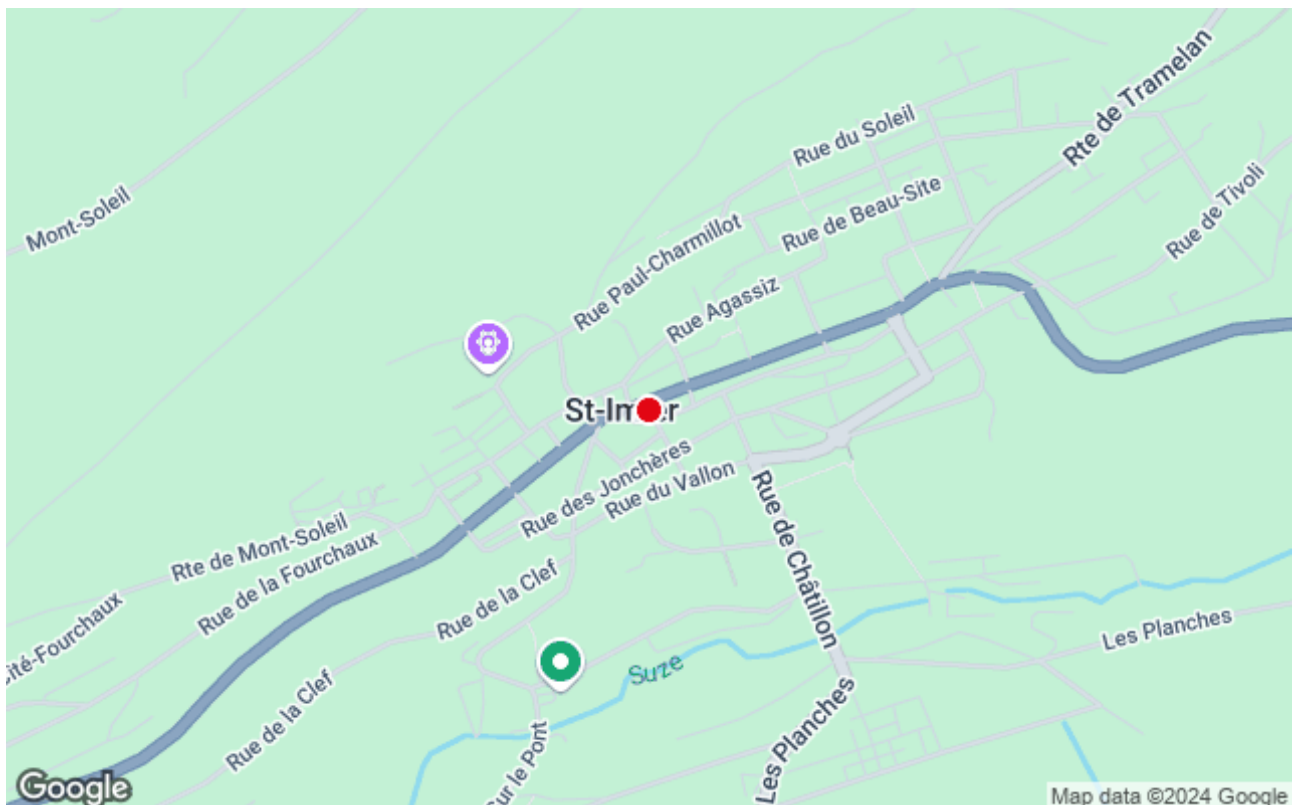 Rte de Tramelan
Rue du Soleil
Rue de Tivoli
Rue de Beau-Site
Mont-Soleil
Rue Paul-Charmillot
Rue Agassiz
St-Imier
Rue des Jonchères
Rue du Vallon
Rue de Châtillon
Rte de Mont-Soleil
Rue de la Fourchaux
Cité-Fourchaux
Rue de la Clef
Les Planches
Suze
Rue de la Clef
Sur le Pont
Les Planches
Google
Map data ©2024 Google